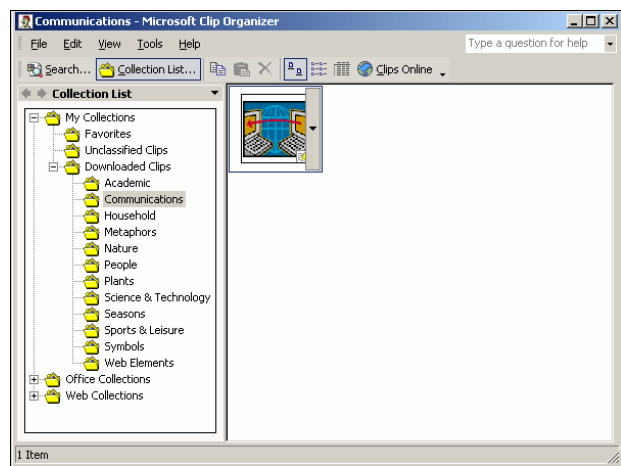 Communications - Microsoft Clip Organizer
File Edit View Tools Help
Type a question for help
Search... Collection List... Clips Online
Collection List
My Collections
Favorites
Unclassified Clips
Downloaded Clips
Academic
Communications
Household
Metaphors
Nature
People
Plants
Science & Technology
Seasons
Sports & Leisure
Symbols
Web Elements
Office Collections
Web Collections
1 Item